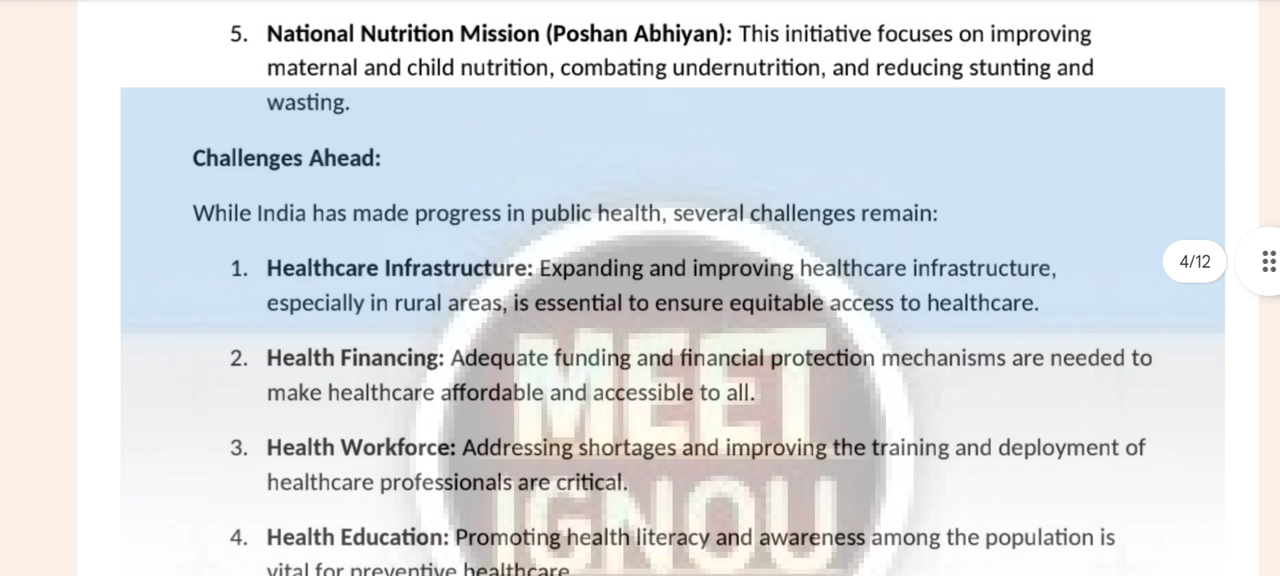 5. National Nutrition Mission (Poshan Abhiyan): This initiative focuses on improving
maternal and child nutrition, combating undernutrition, and reducing stunting and
wasting.
Challenges Ahead:
While India has made progress in public health, several challenges remain:
1. Healthcare Infrastructure: Expanding and improving healthcare infrastructure,
especially in rural areas, is essential to ensure equitable access to healthcare.
4/12
2. Health Financing: Adequate funding and financial protection mechanisms are needed to
make healthcare affordable and accessible to all.
MEET
3. Health Workforce: Addressing shortages and improving the training and deployment of
healthcare professionals are critical.
IGNOU
4. Health Education: Promoting health literacy and awareness among the population is
vital for preventive healthcare